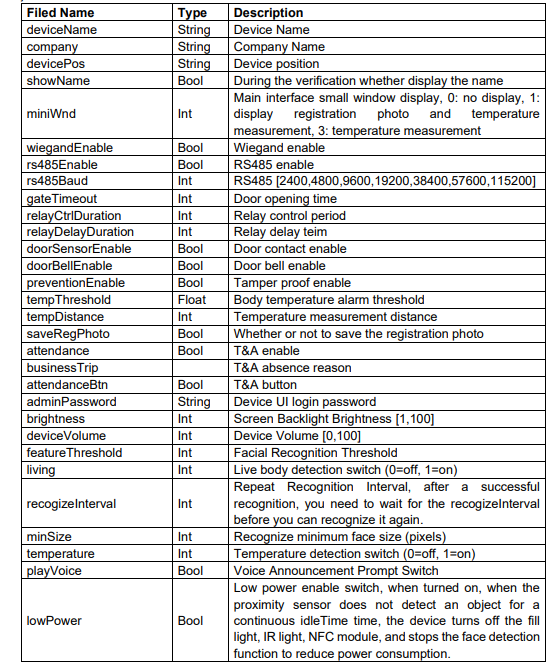 Filed Name Type Description
deviceName String Device Name
company String Company Name
devicePos String Device position
showName Bool During the verification whether display the name
miniWnd Int Main interface small window display, 0: no display, 1:
display registration photo and temperature
measurement, 3: temperature measurement
wiegandEnable Bool Wiegand enable
rs485Enable Bool RS485 enable
rs485Baud Int RS485 [2400,4800,9600,19200,38400,57600,115200]
gateTimeout Int Door opening time
relayCtrlDuration Int Relay control period
relayDelayDuration Int Relay delay teim
doorSensorEnable Bool Door contact enable
doorBellEnable Bool Door bell enable
preventionEnable Bool Tamper proof enable
tempThreshold Float Body temperature alarm threshold
tempDistance Int Temperature measurement distance
saveRegPhoto Bool Whether or not to save the registration photo
attendance Bool T&A enable
businessTrip T&A absence reason
attendanceBtn Bool T&A button
adminPassword String Device UI login password
brightness Int Screen Backlight Brightness [1,100]
deviceVolume Int Device Volume [0,100]
featureThreshold Int Facial Recognition Threshold
living Int Live body detection switch (0=off, 1=on)
recogizeInterval Int Repeat Recognition Interval, after a successful
recognition, you need to wait for the recogizeInterval
before you can recognize it again.
minSize Int Recognize minimum face size (pixels)
temperature Int Temperature detection switch (0=off, 1=on)
playVoice Bool Voice Announcement Prompt Switch
lowPower Bool Low power enable switch, when turned on, when the
proximity sensor does not detect an object for a
continuous idleTime time, the device turns off the fill
light, IR light, NFC module, and stops the face detection
function to reduce power consumption.